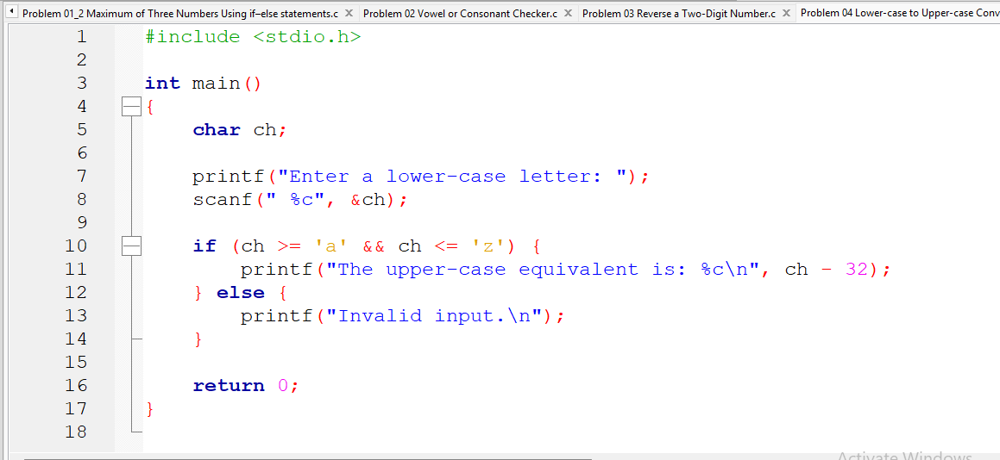 Problem 01_2 Maximum of Three Numbers Using if–else statements.c X Problem 02 Vowel or Consonant Checker.c X Problem 03 Reverse a Two-Digit Number.c X Problem 04 Lower-case to Upper-case Conv
1 #include <stdio.h>
2
3 int main()
4 {
5     char ch;
6
7     printf("Enter a lower-case letter: ");
8     scanf(" %c", &ch);
9
10     if (ch >= 'a' && ch <= 'z') {
11         printf("The upper-case equivalent is: %c\n", ch - 32);
12     } else {
13         printf("Invalid input.\n");
14     }
15
16     return 0;
17 }
18
Activate Windows